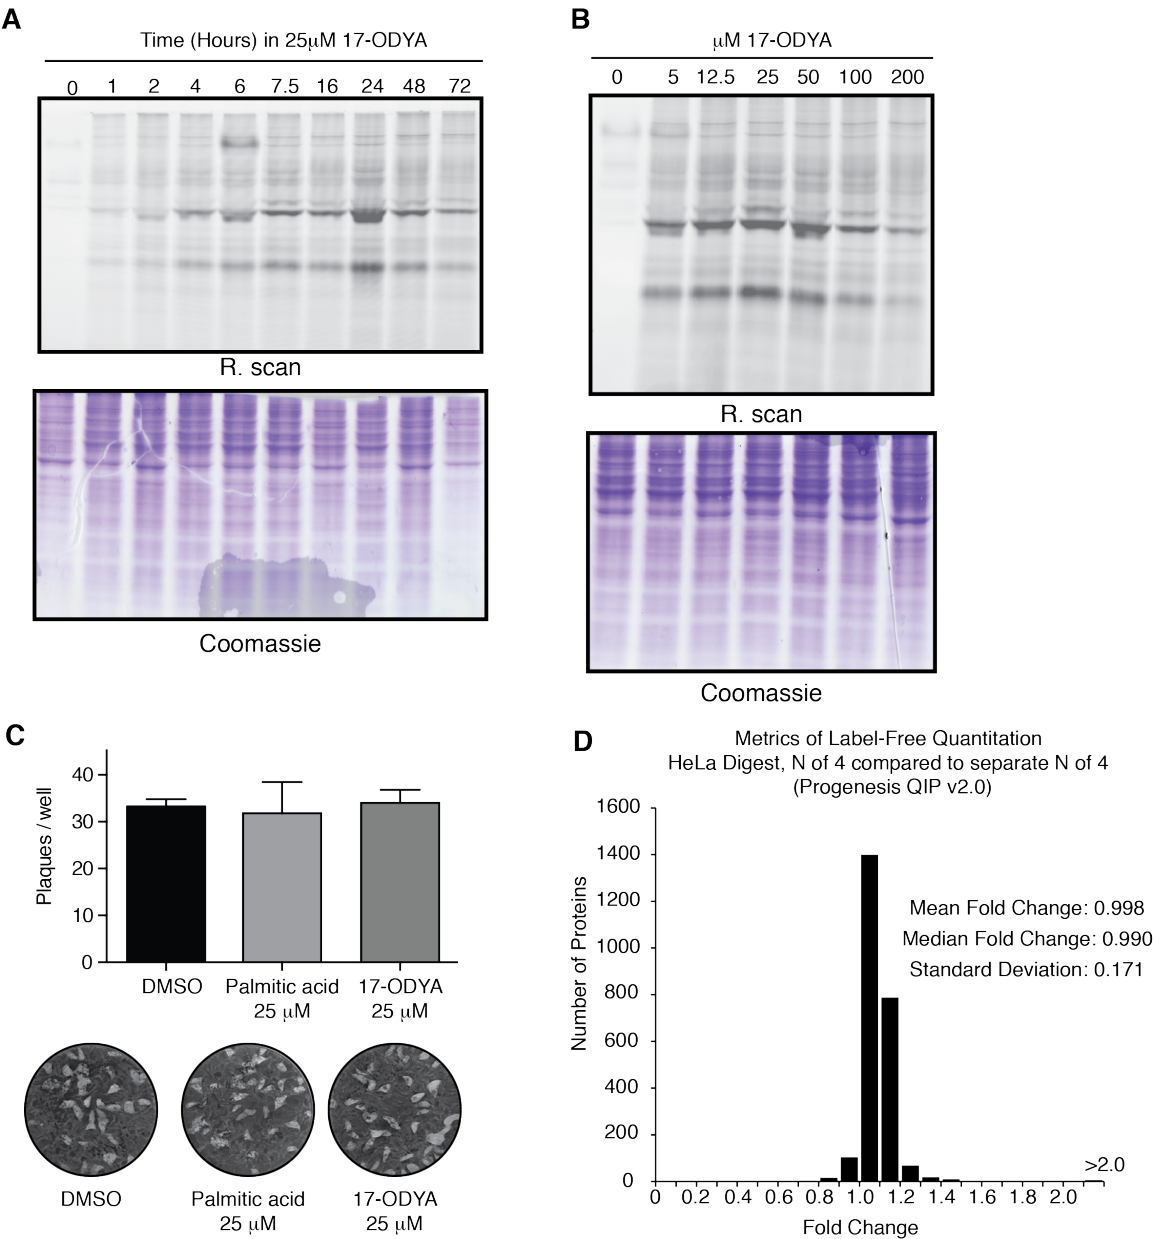 A
Time (Hours) in 25μM 17-ODYA
0 1 2 4 6 7.5 16 24 48 72
R. scan
Coomassie
B
μM 17-ODYA
0 5 12.5 25 50 100 200
R. scan
Coomassie
C
Plaques / well
40
30
20
10
0
DMSO
Palmitic acid
25 μM
17-ODYA
25 μM
DMSO
Palmitic acid
25 μM
17-ODYA
25 μM
D
Metrics of Label-Free Quantitation
HeLa Digest, N of 4 compared to separate N of 4
(Progenesis QIP v2.0)
Number of Proteins
1600
1400
1200
1000
800
600
400
200
0
Mean Fold Change: 0.998
Median Fold Change: 0.990
Standard Deviation: 0.171
>2.0
0 0.2 0.4 0.6 0.8 1.0 1.2 1.4 1.6 1.8 2.0
Fold Change